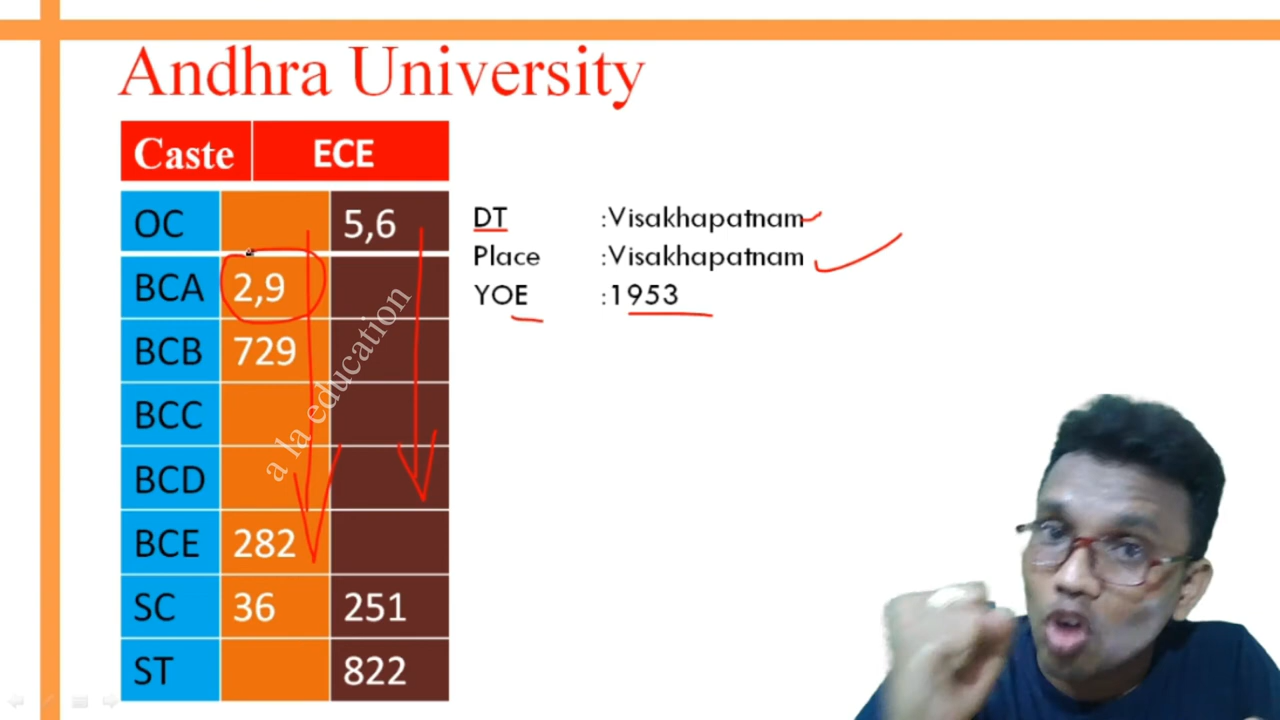 Andhra University
Caste ECE
OC 5,6
BCA 2,9
BCB 729
BCC
BCD
BCE 282
SC 36 251
ST 822
DT :Visakhapatnam
Place :Visakhapatnam
YOE :1953
a la education